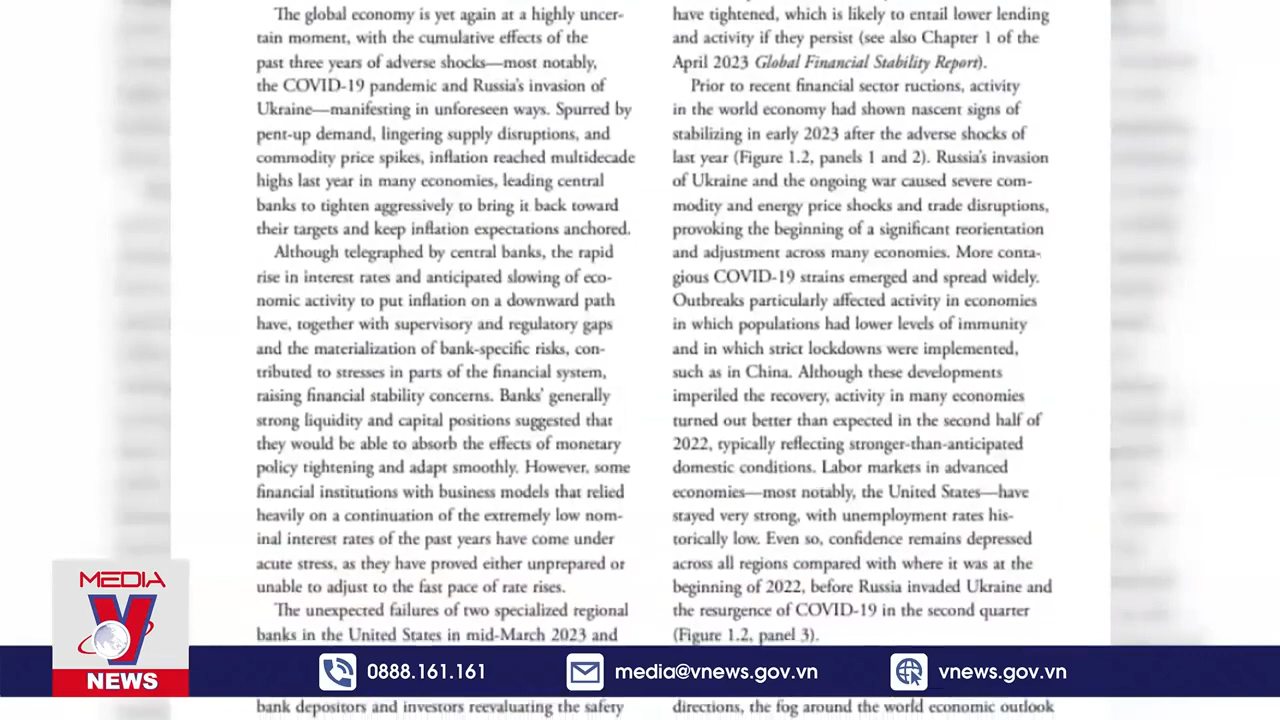 The global economy is yet again at a highly uncer-
tain moment, with the cumulative effects of the
past three years of adverse shocks—most notably,
the COVID-19 pandemic and Russia's invasion of
Ukraine—manifesting in unforeseen ways. Spurred by
pent-up demand, lingering supply disruptions, and
commodity price spikes, inflation reached multidecade
highs last year in many economies, leading central
banks to tighten aggressively to bring it back toward
their targets and keep inflation expectations anchored.
Although telegraphed by central banks, the rapid
rise in interest rates and anticipated slowing of eco-
nomic activity to put inflation on a downward path
have, together with supervisory and regulatory gaps
and the materialization of bank-specific risks, con-
tributed to stresses in parts of the financial system,
raising financial stability concerns. Banks' generally
strong liquidity and capital positions suggested that
they would be able to absorb the effects of monetary
policy tightening and adapt smoothly. However, some
financial institutions with business models that relied
heavily on a continuation of the extremely low nom-
inal interest rates of the past years have come under
acute stress, as they have proved either unprepared or
unable to adjust to the fast pace of rate rises.
The unexpected failures of two specialized regional
banks in the United States in mid-March 2023 and
bank depositors and investors reevaluating the safety
have tightened, which is likely to entail lower lending
and activity if they persist (see also Chapter 1 of the
April 2023 Global Financial Stability Report).
Prior to recent financial sector ructions, activity
in the world economy had shown nascent signs of
stabilizing in early 2023 after the adverse shocks of
last year (Figure 1.2, panels 1 and 2). Russia's invasion
of Ukraine and the ongoing war caused severe com-
modity and energy price shocks and trade disruptions,
provoking the beginning of a significant reorientation
and adjustment across many economies. More conta-
gious COVID-19 strains emerged and spread widely.
Outbreaks particularly affected activity in economies
in which populations had lower levels of immunity
and in which strict lockdowns were implemented,
such as in China. Although these developments
imperiled the recovery, activity in many economies
turned out better than expected in the second half of
2022, typically reflecting stronger-than-anticipated
domestic conditions. Labor markets in advanced
economies—most notably, the United States—have
stayed very strong, with unemployment rates his-
torically low. Even so, confidence remains depressed
across all regions compared with where it was at the
beginning of 2022, before Russia invaded Ukraine and
the resurgence of COVID-19 in the second quarter
(Figure 1.2, panel 3).
directions, the fog around the world economic outlook
MEDIA
V
NEWS
0888.161.161
media@vnews.gov.vn
vnews.gov.vn